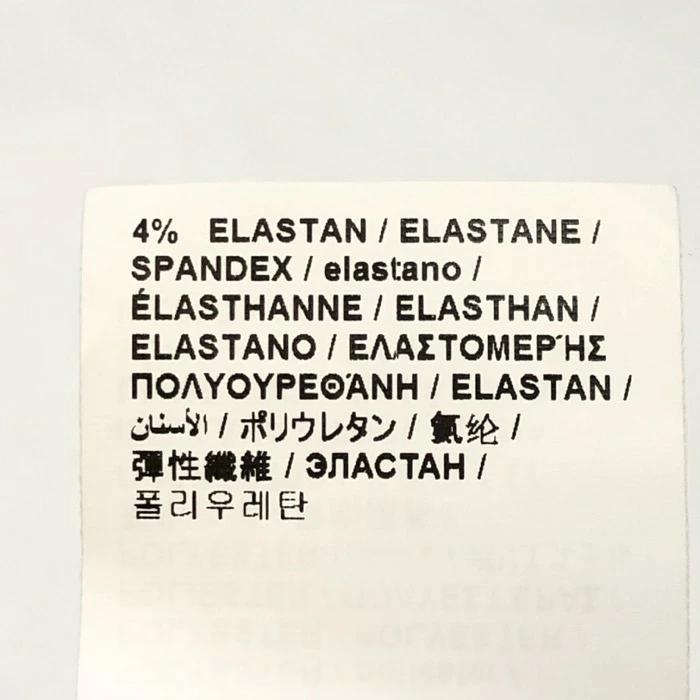 4% ELASTAN / ELASTANE /
SPANDEX / elastano /
ÉLASTHANNE / ELASTHAN /
ELASTANO / ΕΛΑΣΤΟΜΕΡΉΣ
ΠΟΛΥΟΥΡΕΘΆΝΗ / ELASTAN /
الأسنان / ポリウレタン / 氨纶 /
彈性纖維 / ЭЛАСТАН /
폴리우레탄